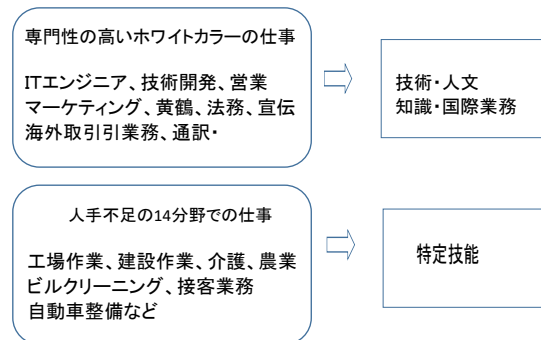 専門性の高いホワイトカラーの仕事
ITエンジニア、技術開発、営業
マーケティング、黄鶴、法務、宣伝
海外取引引業務、通訳・
技術・人文
知識・国際業務
人手不足の14分野での仕事
工場作業、建設作業、介護、農業
ビルクリーニング、接客業務
自動車整備など
特定技能